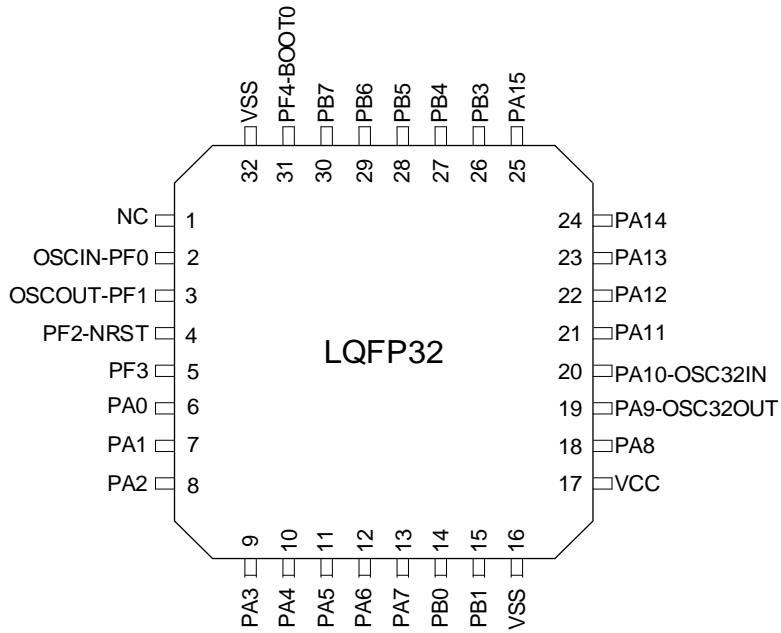 VSS
PF4-BOOT0
PB7
PB6
PB5
PB4
PB3
PA15
32
31
30
29
28
27
26
25
NC 1
OSCIN-PF0 2
OSCOUT-PF1 3
PF2-NRST 4
PF3 5
PA0 6
PA1 7
PA2 8
LQFP32
24 PA14
23 PA13
22 PA12
21 PA11
20 PA10-OSC32IN
19 PA9-OSC32OUT
18 PA8
17 VCC
9
10
11
12
13
14
15
16
PA3
PA4
PA5
PA6
PA7
PB0
PB1
VSS